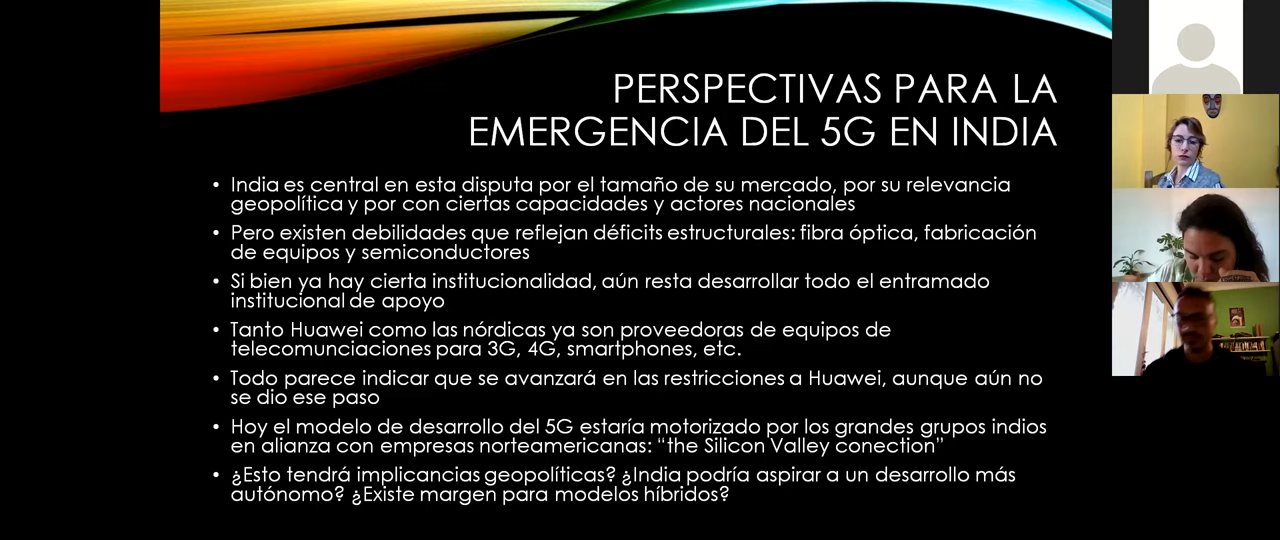 PERSPECTIVAS PARA LA
EMERGENCIA DEL 5G EN INDIA
• India es central en esta disputa por el tamaño de su mercado, por su relevancia
geopolítica y por con ciertas capacidades y actores nacionales
• Pero existen debilidades que reflejan déficits estructurales: fibra óptica, fabricación
de equipos y semiconductores
• Si bien ya hay cierta institucionalidad, aún resta desarrollar todo el entramado
institucional de apoyo
• Tanto Huawei como las nórdicas ya son proveedoras de equipos de
telecomunciaciones para 3G, 4G, smartphones, etc.
• Todo parece indicar que se avanzará en las restricciones a Huawei, aunque aún no
se dio ese paso
• Hoy el modelo de desarrollo del 5G estaría motorizado por los grandes grupos indios
en alianza con empresas norteamericanas: “the Silicon Valley conection”
• ¿Esto tendrá implicancias geopolíticas? ¿India podría aspirar a un desarrollo más
autónomo? ¿Existe margen para modelos híbridos?